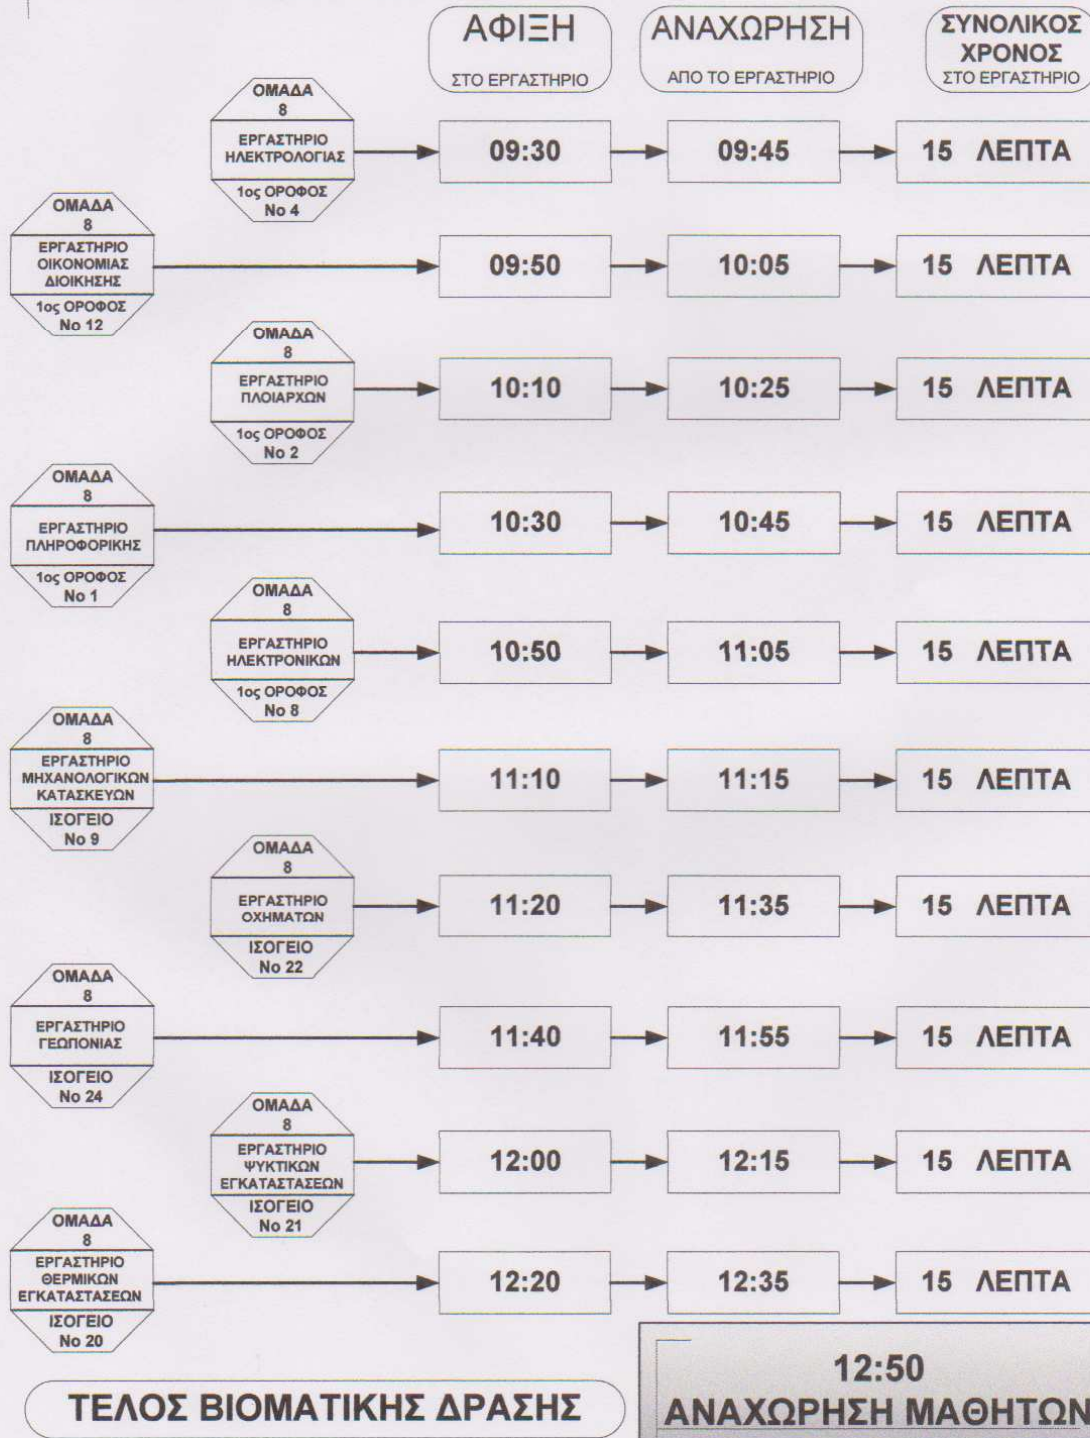 ΑΦΙΞΗ
ΣΤΟ ΕΡΓΑΣΤΗΡΙΟ
ΑΝΑΧΩΡΗΣΗ
ΑΠΟ ΤΟ ΕΡΓΑΣΤΗΡΙΟ
ΣΥΝΟΛΙΚΟΣ
ΧΡΟΝΟΣ
ΣΤΟ ΕΡΓΑΣΤΗΡΙΟ
ΟΜΑΔΑ
8
ΕΡΓΑΣΤΗΡΙΟ
ΗΛΕΚΤΡΟΛΟΓΙΑΣ
1ος ΟΡΟΦΟΣ
Νο 4
09:30 09:45 15 ΛΕΠΤΑ
ΟΜΑΔΑ
8
ΕΡΓΑΣΤΗΡΙΟ
ΟΙΚΟΝΟΜΙΑΣ
ΔΙΟΙΚΗΣΗΣ
1ος ΟΡΟΦΟΣ
Νο 12
09:50 10:05 15 ΛΕΠΤΑ
ΟΜΑΔΑ
8
ΕΡΓΑΣΤΗΡΙΟ
ΠΛΟΙΑΡΧΩΝ
1ος ΟΡΟΦΟΣ
Νο 2
10:10 10:25 15 ΛΕΠΤΑ
ΟΜΑΔΑ
8
ΕΡΓΑΣΤΗΡΙΟ
ΠΛΗΡΟΦΟΡΙΚΗΣ
1ος ΟΡΟΦΟΣ
Νο 1
10:30 10:45 15 ΛΕΠΤΑ
ΟΜΑΔΑ
8
ΕΡΓΑΣΤΗΡΙΟ
ΗΛΕΚΤΡΟΝΙΚΩΝ
1ος ΟΡΟΦΟΣ
Νο 8
10:50 11:05 15 ΛΕΠΤΑ
ΟΜΑΔΑ
8
ΕΡΓΑΣΤΗΡΙΟ
ΜΗΧΑΝΟΛΟΓΙΚΩΝ
ΚΑΤΑΣΚΕΥΩΝ
ΙΣΟΓΕΙΟ
Νο 9
11:10 11:15 15 ΛΕΠΤΑ
ΟΜΑΔΑ
8
ΕΡΓΑΣΤΗΡΙΟ
ΟΧΗΜΑΤΩΝ
ΙΣΟΓΕΙΟ
Νο 22
11:20 11:35 15 ΛΕΠΤΑ
ΟΜΑΔΑ
8
ΕΡΓΑΣΤΗΡΙΟ
ΓΕΩΠΟΝΙΑΣ
ΙΣΟΓΕΙΟ
Νο 24
11:40 11:55 15 ΛΕΠΤΑ
ΟΜΑΔΑ
8
ΕΡΓΑΣΤΗΡΙΟ
ΨΥΚΤΙΚΩΝ
ΕΓΚΑΤΑΣΤΑΣΕΩΝ
ΙΣΟΓΕΙΟ
Νο 21
12:00 12:15 15 ΛΕΠΤΑ
ΟΜΑΔΑ
8
ΕΡΓΑΣΤΗΡΙΟ
ΘΕΡΜΙΚΩΝ
ΕΓΚΑΤΑΣΤΑΣΕΩΝ
ΙΣΟΓΕΙΟ
Νο 20
12:20 12:35 15 ΛΕΠΤΑ
ΤΕΛΟΣ ΒΙΟΜΑΤΙΚΗΣ ΔΡΑΣΗΣ
12:50
ΑΝΑΧΩΡΗΣΗ ΜΑΘΗΤΩΝ